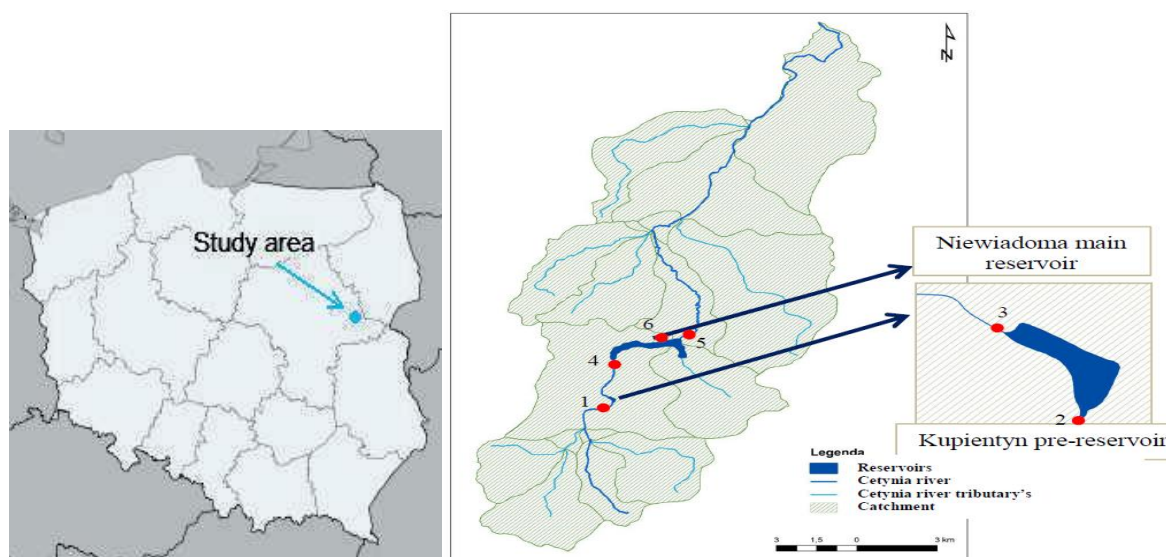 Study area
N
Niewiadoma main
reservoir
3
2
Kupientyn pre-reservoir
6
5
4
1
Legenda
Reservoirs
Cetynia river
Cetynia river tributary's
Catchment
3 1,5 0 3 km